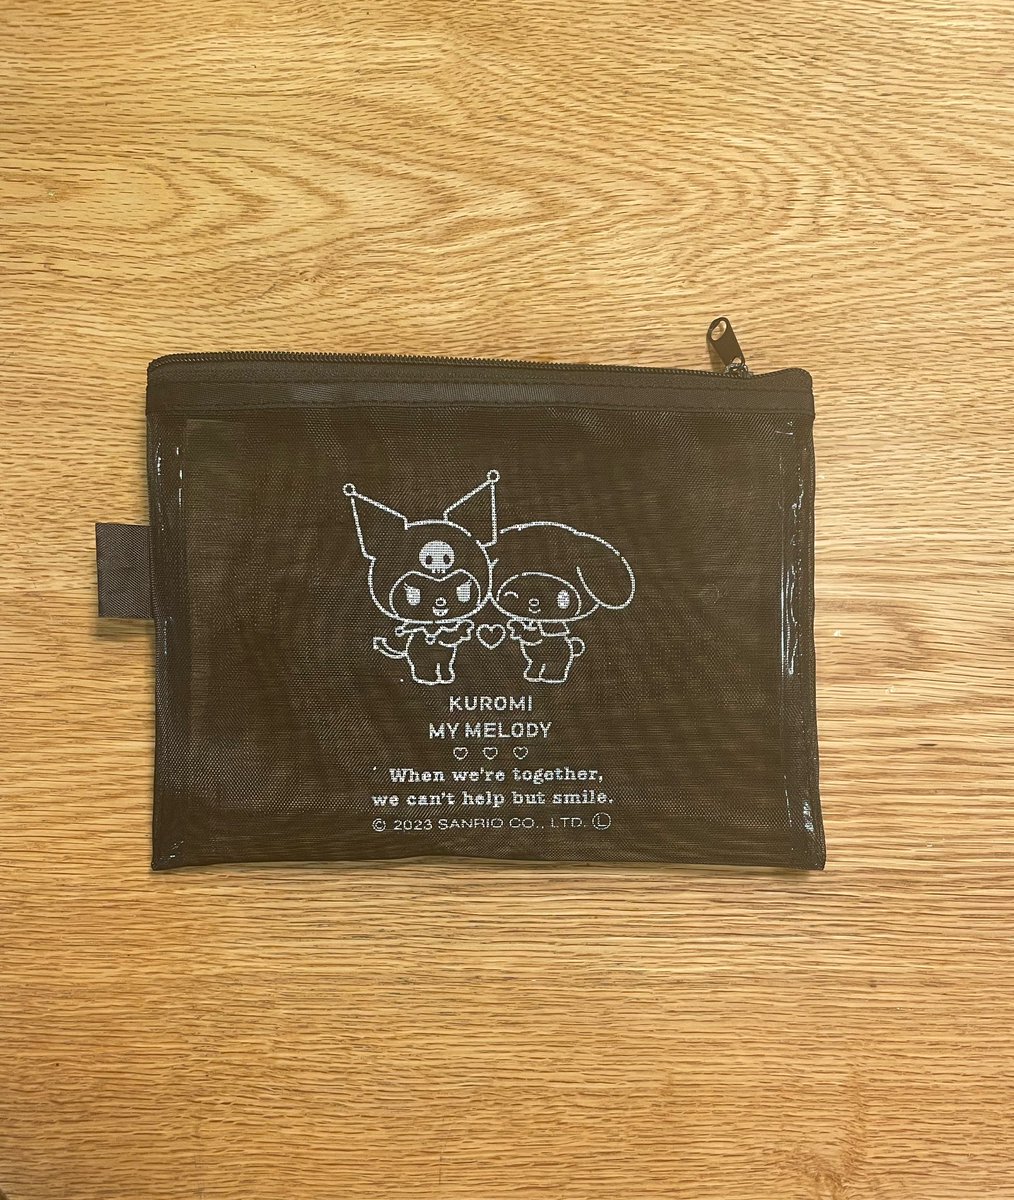 KUROMI
MY MELODY
When we're together,
we can't help but smile.
© 2023 SANRIO CO., LTD. Ⓛ